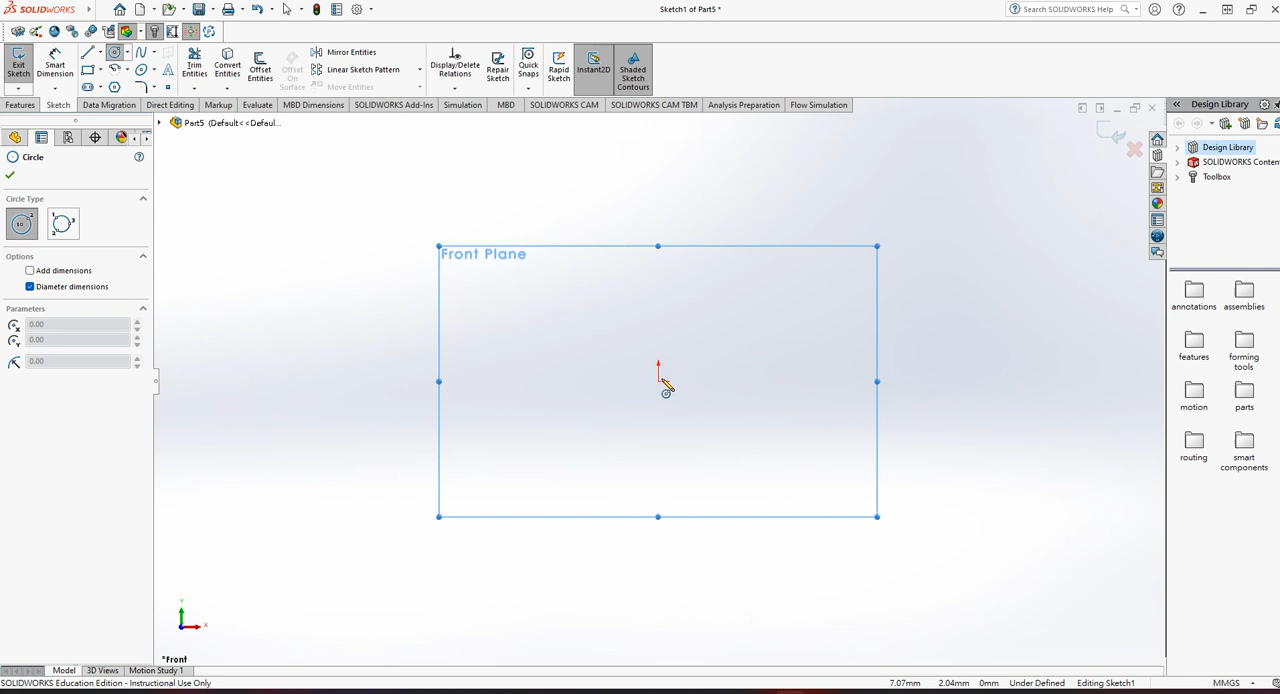 SOLIDWORKS
Sketch1 of Part5 *
Search SOLIDWORKS Help
Exit Sketch
Smart Dimension
Trim Entities
Convert Entities
Offset Entities
Offset On Surface
Mirror Entities
Linear Sketch Pattern
Move Entities
Display/Delete Relations
Repair Sketch
Quick Snaps
Rapid Sketch
Instant2D
Shaded Sketch Contours
Features
Sketch
Data Migration
Direct Editing
Markup
Evaluate
MBD Dimensions
SOLIDWORKS Add-Ins
Simulation
MBD
SOLIDWORKS CAM
SOLIDWORKS CAM TBM
Analysis Preparation
Flow Simulation
Part5 (Default< <Defaul...
Circle
Circle Type
Options
Add dimensions
Diameter dimensions
Parameters
0.00
0.00
0.00
Front Plane
Y
X
*Front
Design Library
Design Library
SOLIDWORKS Conten
Toolbox
annotations
assemblies
features
forming tools
motion
parts
routing
smart components
Model
3D Views
Motion Study 1
SOLIDWORKS Education Edition - Instructional Use Only
7.07mm
2.04mm
0mm
Under Defined
Editing Sketch1
MMGS